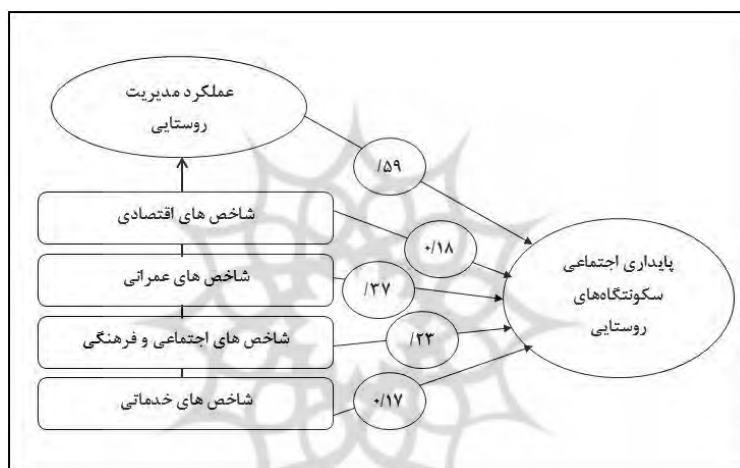 عملکرد مدیریت
روستایی
/۵۹
شاخص های اقتصادی
۰/۱۸
شاخص های عمرانی
/۳۷
پایداری اجتماعی
سکونتگاه‌های
روستایی
شاخص های اجتماعی و فرهنگی
/۲۳
شاخص های خدماتی
۰/۱۷